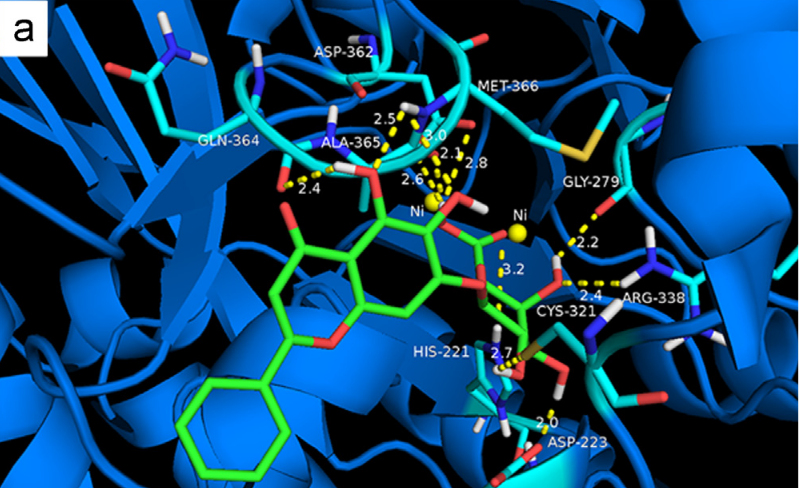 a
ASP-362
MET-366
2.5
3.0
GLN-364
ALA-365
2.1
2.8
2.6
2.4
GLY-279
Ni
Ni
2.2
3.2
2.4
ARG-338
CYS-321
HIS-221
2.7
2.0
ASP-223